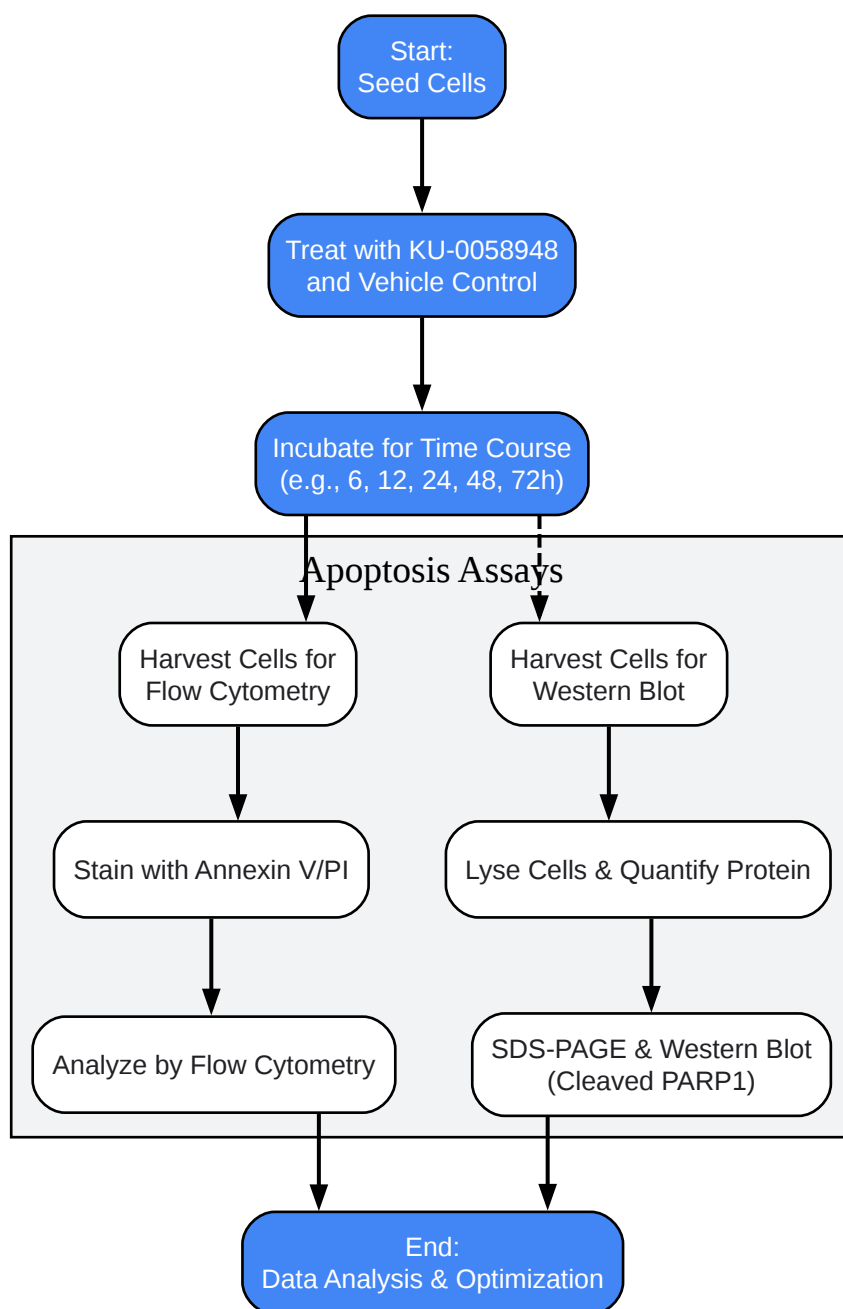 Start:
Seed Cells
Treat with KU-0058948
and Vehicle Control
Incubate for Time Course
(e.g., 6, 12, 24, 48, 72h)
Apoptosis Assays
Harvest Cells for
Flow Cytometry
Harvest Cells for
Western Blot
Stain with Annexin V/PI
Lyse Cells & Quantify Protein
Analyze by Flow Cytometry
SDS-PAGE & Western Blot
(Cleaved PARP1)
End:
Data Analysis & Optimization